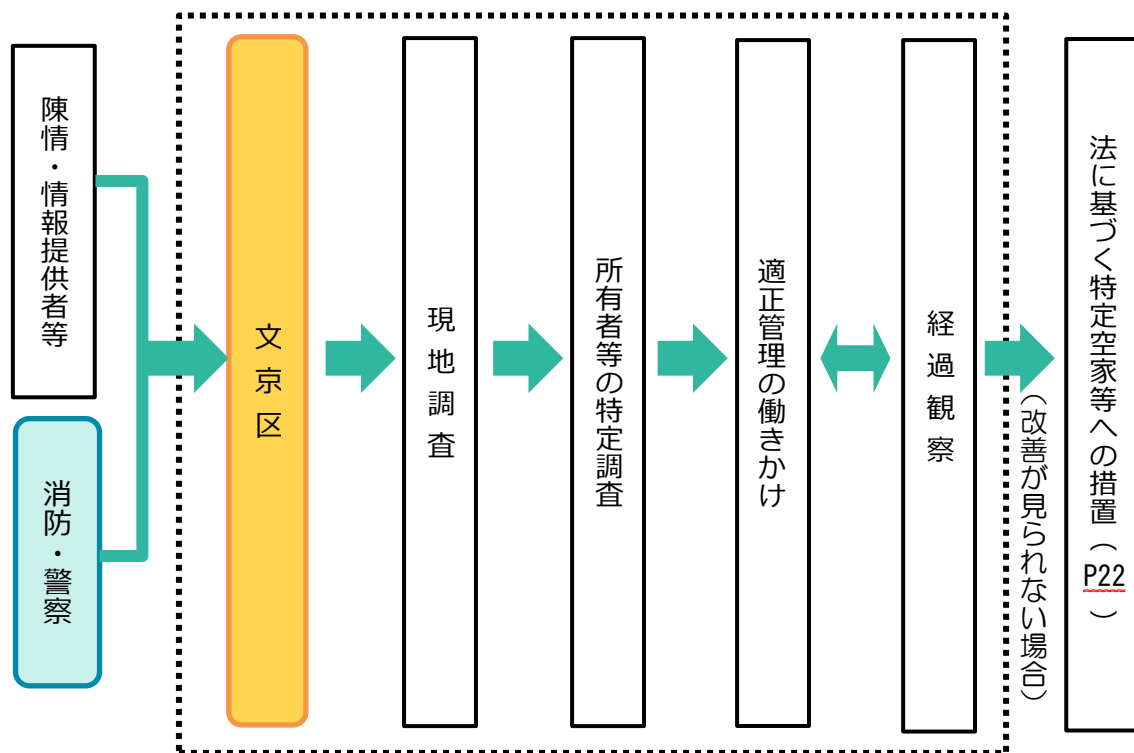 陳情・情報提供者等
消防・警察
文京区
現地調査
所有者等の特定調査
適正管理の働きかけ
経過観察
（改善が見られない場合）
法に基づく特定空家等への措置（P22）